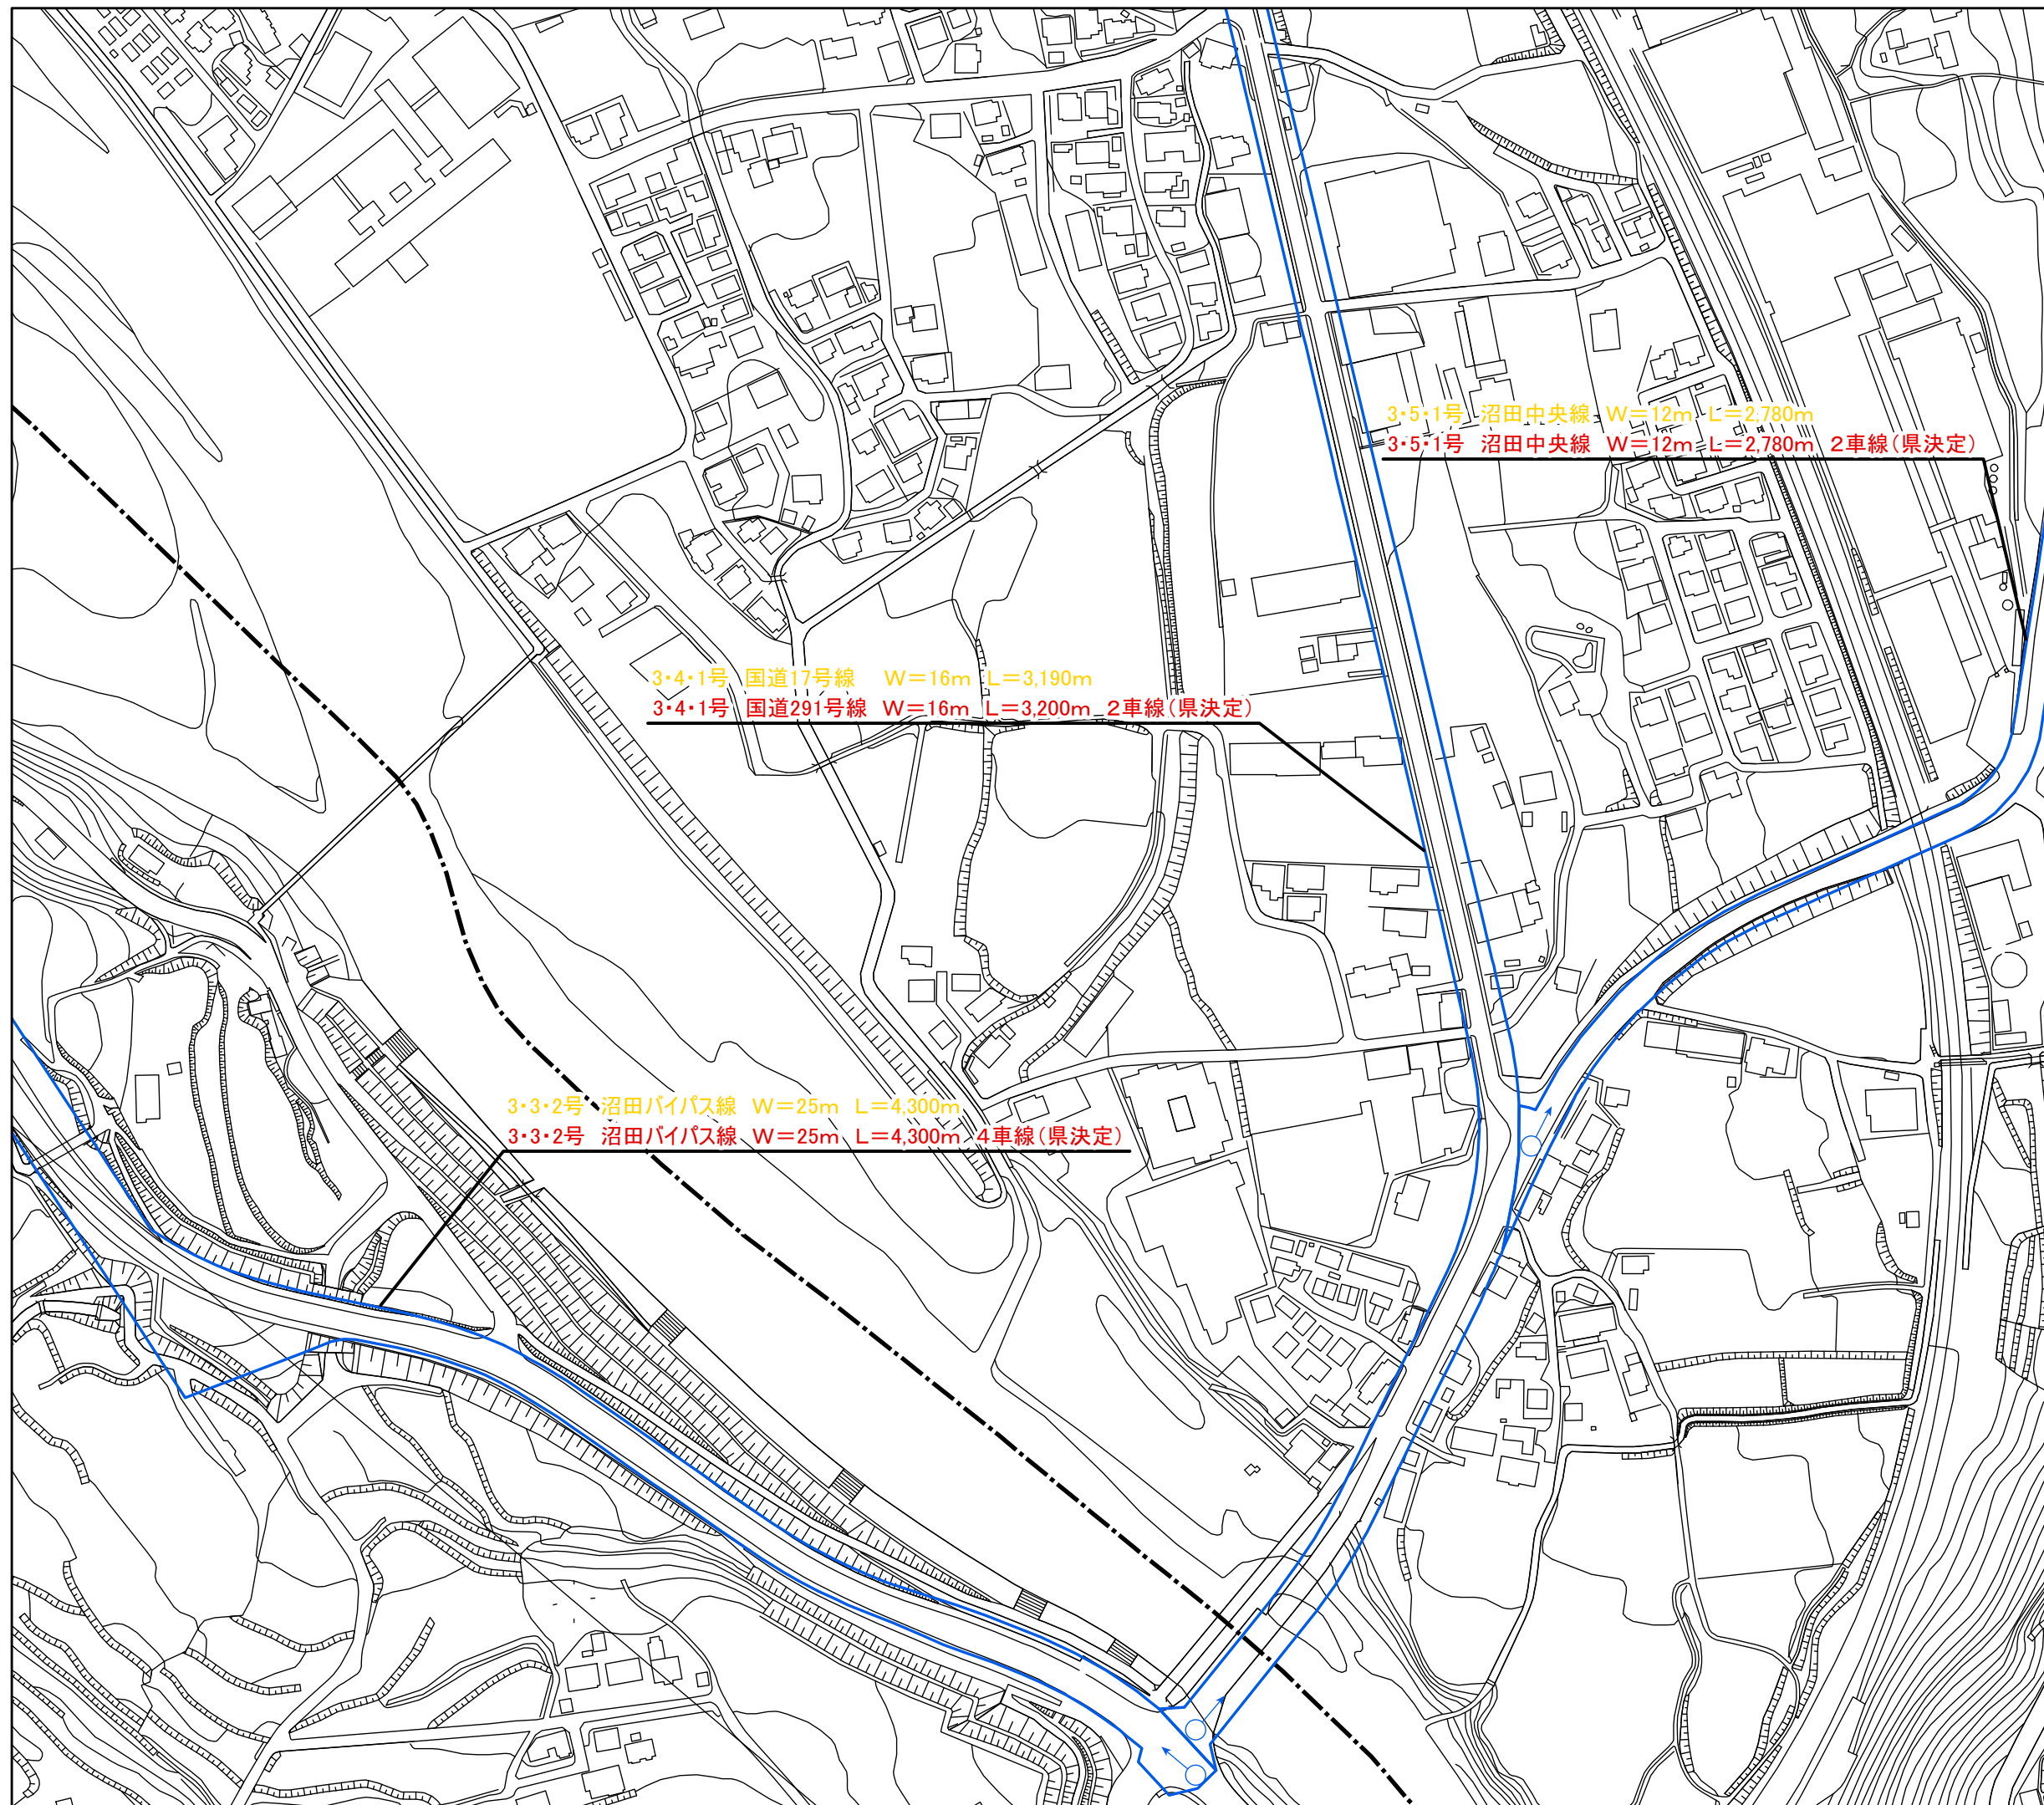 3・5・1号　沼田中央線　W＝12m　L＝2,780m
3・5・1号　沼田中央線　W＝12m　L＝2,780m　2車線（県決定）
3・4・1号　国道17号線　W＝16m　L＝3,190m
3・4・1号　国道291号線　W＝16m　L＝3,200m　2車線（県決定）
3・3・2号　沼田バイパス線　W＝25m　L＝4,300m
3・3・2号　沼田バイパス線　W＝25m　L＝4,300m　4車線（県決定）